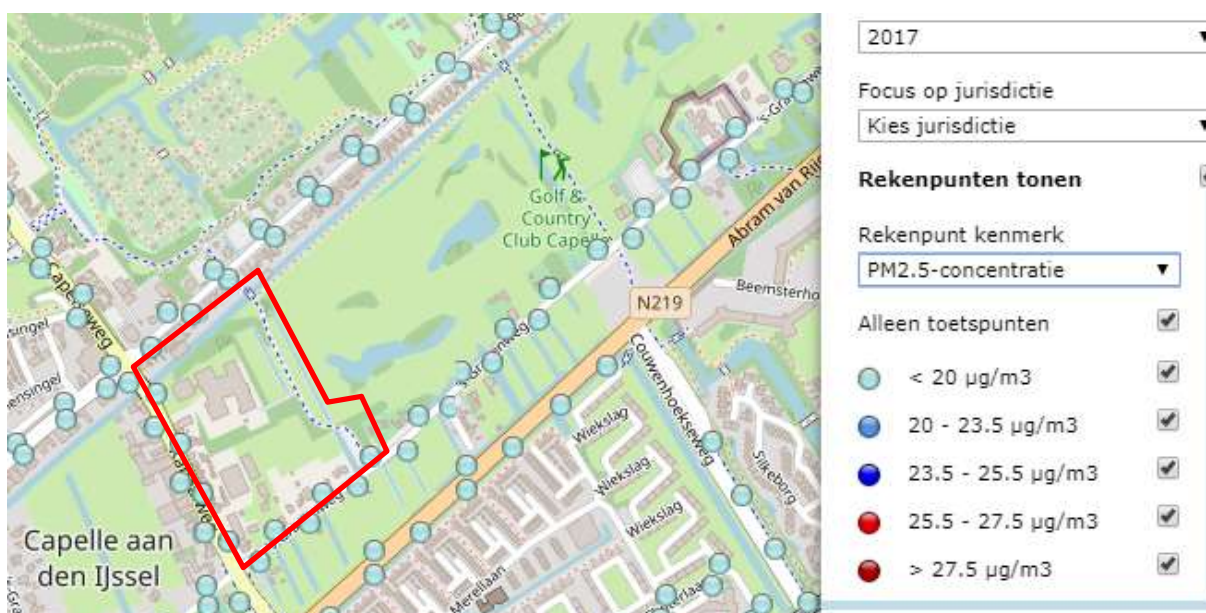 2017
Focus op jurisdictie
Kies jurisdictie
Rekenpunten tonen
Rekenpunt kenmerk
PM2.5-concentratie
Alleen toetspunten
< 20 µg/m3
20 - 23.5 µg/m3
23.5 - 25.5 µg/m3
25.5 - 27.5 µg/m3
> 27.5 µg/m3
Golf &
Country
Club Capelle
Abram van Rij
N219
Beemsterho
Couwenhoekseweg
Capelseweg
ensingel
ensingel
Wiekslag
Wiekslag
Wiekslag
Silkeborg
Merellaan
Capelle aan
den IJssel